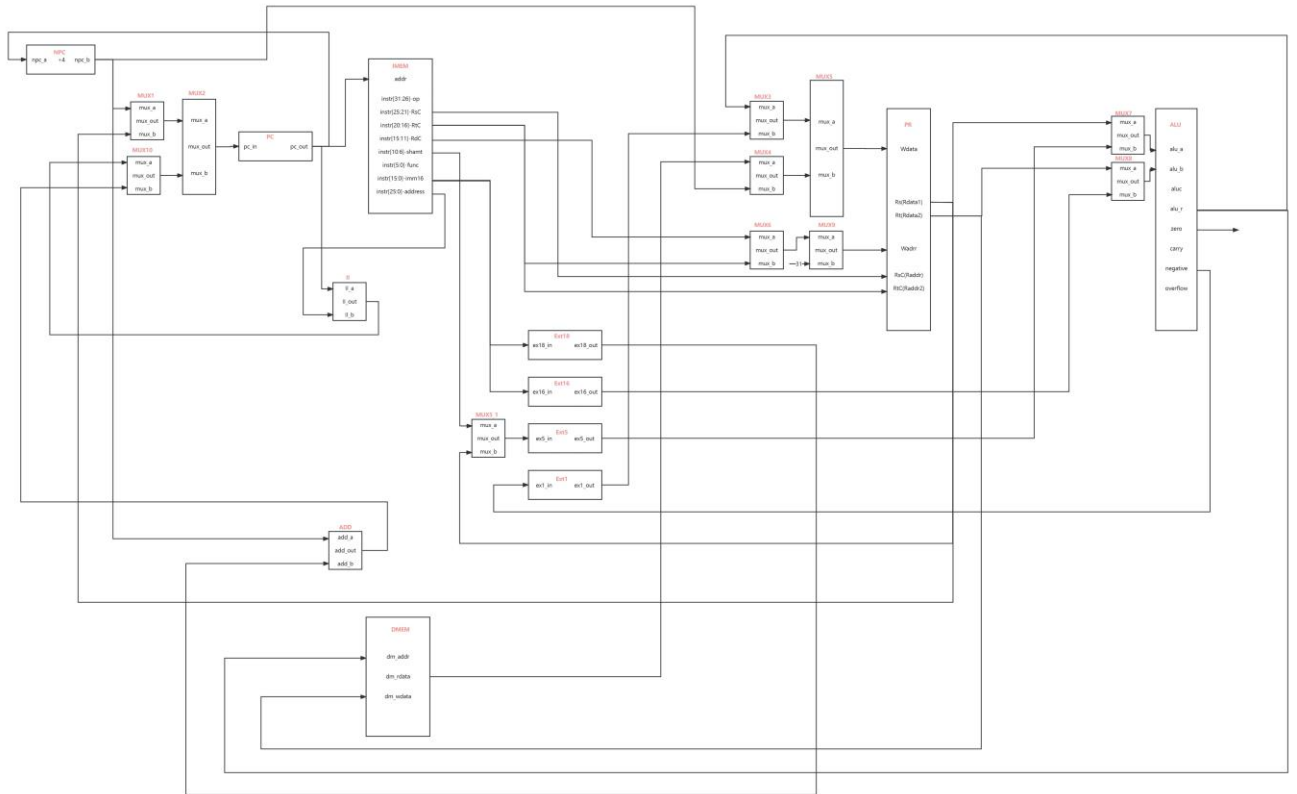 NPC
npc_a +4 npc_b
MUX1
mux_a
mux_out
mux_b
MUX10
mux_a
mux_out
mux_b
MUX2
mux_a
mux_out
mux_b
PC
pc_in pc_out
IMEM
addr
instr(31:26)-op
instr(25:21)-RsC
instr(20:16)-RtC
instr(15:11)-RdC
instr(10:6)-shamt
instr(5:0)-func
instr(15:0)-imm16
instr(25:0)-address
II
II_a
II_out
II_b
MUX3
mux_a
mux_out
mux_b
MUX4
mux_a
mux_out
mux_b
MUX5
mux_a
mux_out
mux_b
MUX6
mux_a
mux_out
mux_b
MUX9
mux_a
mux_out
31
mux_b
Wdata
Rs(Rdata1)
Rt(Rdata2)
Wadrr
RsC(Raddr)
RtC(Raddr2)
MUX7
mux_a
mux_out
mux_b
MUX8
mux_a
mux_out
mux_b
ALU
alu_a
alu_b
aluc
alu_r
zero
carry
negative
overflow
Ext18
ex18_in ex18_out
Ext16
ex16_in ex16_out
mux_a
mux_out
mux_b
Ext5
ex5_in ex5_out
Ext1
ex1_in ex1_out
ADD
add_a
add_out
add_b
DMEM
dm_addr
dm_rdata
dm_wdata